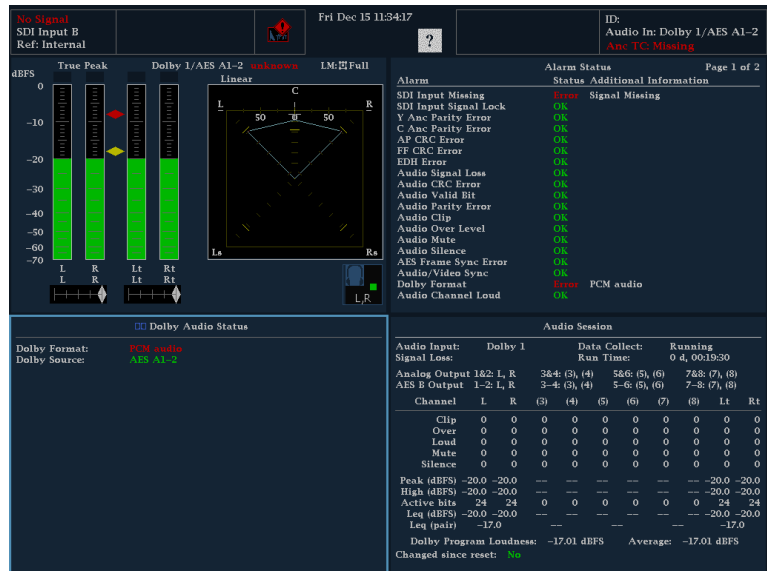 No Signal
SDI Input B
Ref: Internal
Fri Dec 15 11:34:17
?
ID:
Audio In: Dolby 1/AES A1-2
Anc TC: Missing
True Peak Dolby 1/AES A1-2 unknown LM: Full
dBFS
Linear
0
-10
-20
-30
-40
-50
-60
-70
L R Lt Rt
L R Lt Rt
C
L R
50 0 50
Ls Rs
L,R
Alarm Status Page 1 of 2
Alarm Status Additional Information
SDI Input Missing Error Signal Missing
SDI Input Signal Lock OK
Y Anc Parity Error OK
C Anc Parity Error OK
AP CRC Error OK
FF CRC Error OK
EDH Error OK
Audio Signal Loss OK
Audio CRC Error OK
Audio Valid Bit OK
Audio Parity Error OK
Audio Clip OK
Audio Over Level OK
Audio Mute OK
Audio Silence OK
AES Frame Sync Error OK
Audio/Video Sync OK
Dolby Format Error PCM audio
Audio Channel Loud OK
Dolby Audio Status
Dolby Format: PCM audio
Dolby Source: AES A1-2
Audio Session
Audio Input: Dolby 1 Data Collect: Running
Signal Loss: Run Time: 0 d, 00:19:30
Analog Output 1&2: L, R 3&4: (3), (4) 5&6: (5), (6) 7&8: (7), (8)
AES B Output 1-2: L, R 3-4: (3), (4) 5-6: (5), (6) 7-8: (7), (8)
Channel L R (3) (4) (5) (6) (7) (8) Lt Rt
Clip 0 0 0 0 0 0 0 0 0 0
Over 0 0 0 0 0 0 0 0 0 0
Loud 0 0 0 0 0 0 0 0 0 0
Mute 0 0 0 0 0 0 0 0 0 0
Silence 0 0 0 0 0 0 0 0 0 0
Peak (dBFS) -20.0 -20.0 -- -- -- -- -- -- -20.0 -20.0
High (dBFS) -20.0 -20.0 -- -- -- -- -- -- -20.0 -20.0
Active bits 24 24 0 0 0 0 0 0 24 24
Leq (dBFS) -20.0 -20.0 -- -- -- -- -- -- -20.0 -20.0
Leq (pair) -17.0 -- -- -- -17.0
Dolby Program Loudness: -17.01 dBFS Average: -17.01 dBFS
Changed since reset: No